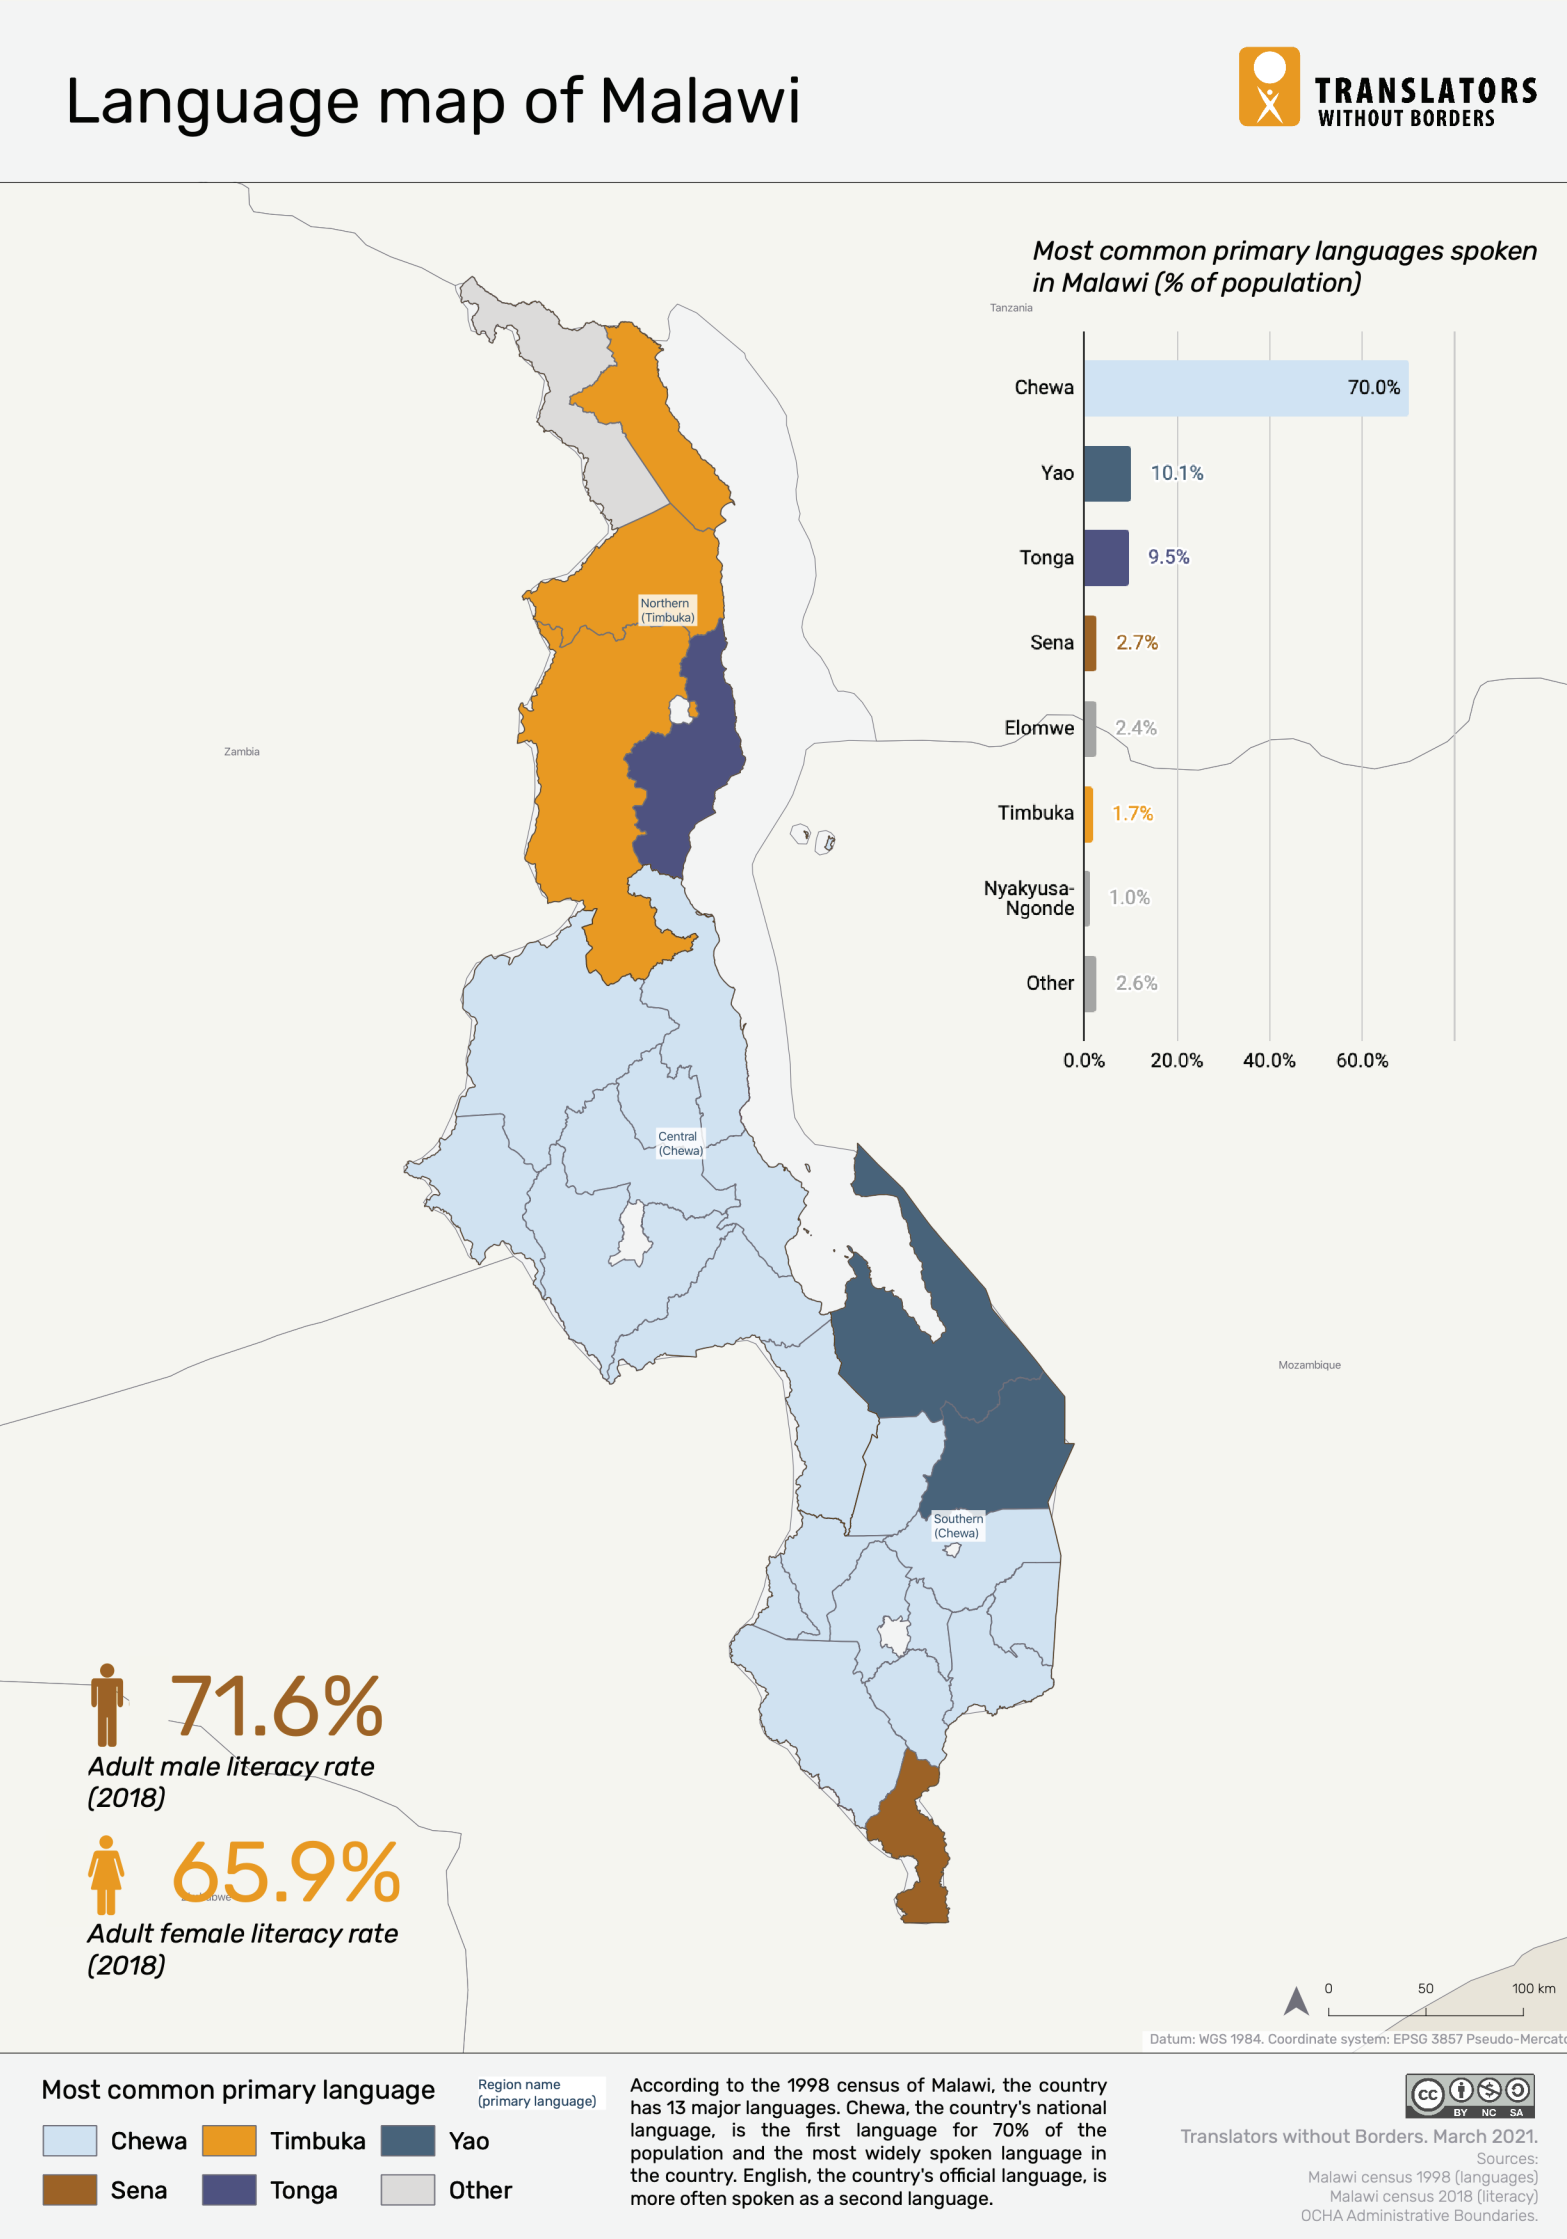 Language map of Malawi
TRANSLATORS
WITHOUT BORDERS
Most common primary languages spoken
in Malawi (% of population)
Tanzania
Chewa
70.0%
Yao
10.1%
Tonga
9.5%
Sena
2.7%
Elomwe
2.4%
Timbuka
1.7%
Nyakyusa-
Ngonde
1.0%
Other
2.6%
0.0% 20.0% 40.0% 60.0%
Northern
(Timbuka)
Zambia
Central
(Chewa)
Mozambique
Southern
(Chewa)
71.6%
Adult male literacy rate
(2018)
65.9%
Adult female literacy rate
(2018)
0 50 100 km
Datum: WGS 1984. Coordinate system: EPSG 3857 Pseudo-Mercato
Most common primary language
Region name
(primary language)
Chewa Timbuka Yao
Sena Tonga Other
According to the 1998 census of Malawi, the country
has 13 major languages. Chewa, the country's national
language, is the first language for 70% of the
population and the most widely spoken language in
the country. English, the country's official language, is
more often spoken as a second language.
cc
BY NC SA
Translators without Borders. March 2021.
Sources:
Malawi census 1998 (languages)
Malawi census 2018 (literacy)
OCHA Administrative Boundaries.